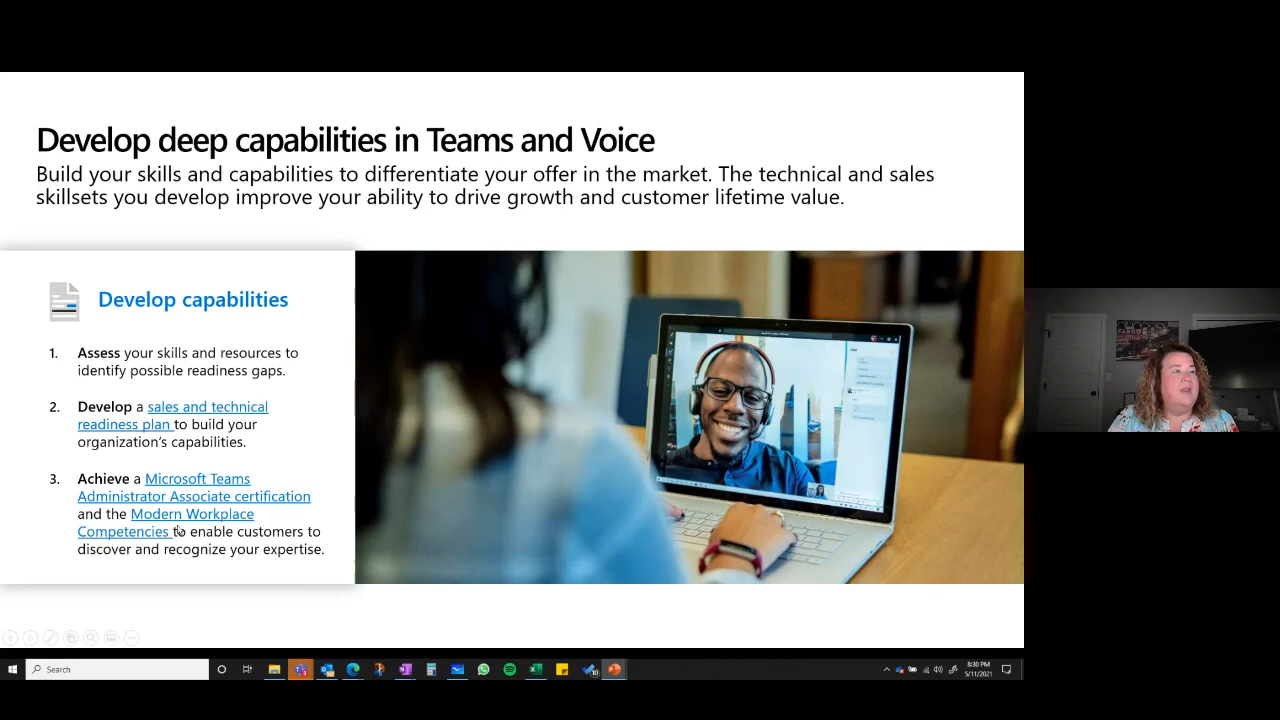 Develop deep capabilities in Teams and Voice
Build your skills and capabilities to differentiate your offer in the market. The technical and sales
skillsets you develop improve your ability to drive growth and customer lifetime value.
Develop capabilities
1. Assess your skills and resources to
identify possible readiness gaps.
2. Develop a sales and technical
readiness plan to build your
organization's capabilities.
3. Achieve a Microsoft Teams
Administrator Associate certification
and the Modern Workplace
Competencies to enable customers to
discover and recognize your expertise.
Search
8:30 PM
5/11/2021